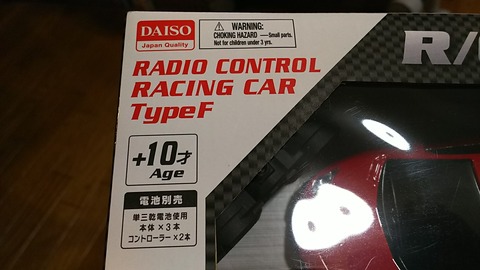 DAISO
Japan Quality
WARNING:
CHOKING HAZARD — Small parts.
Not for children under 3 yrs.
RADIO CONTROL
RACING CAR
TypeF
R/
+10才
Age
電池別売
単三乾電池使用
本体×3本
コントローラー×2本